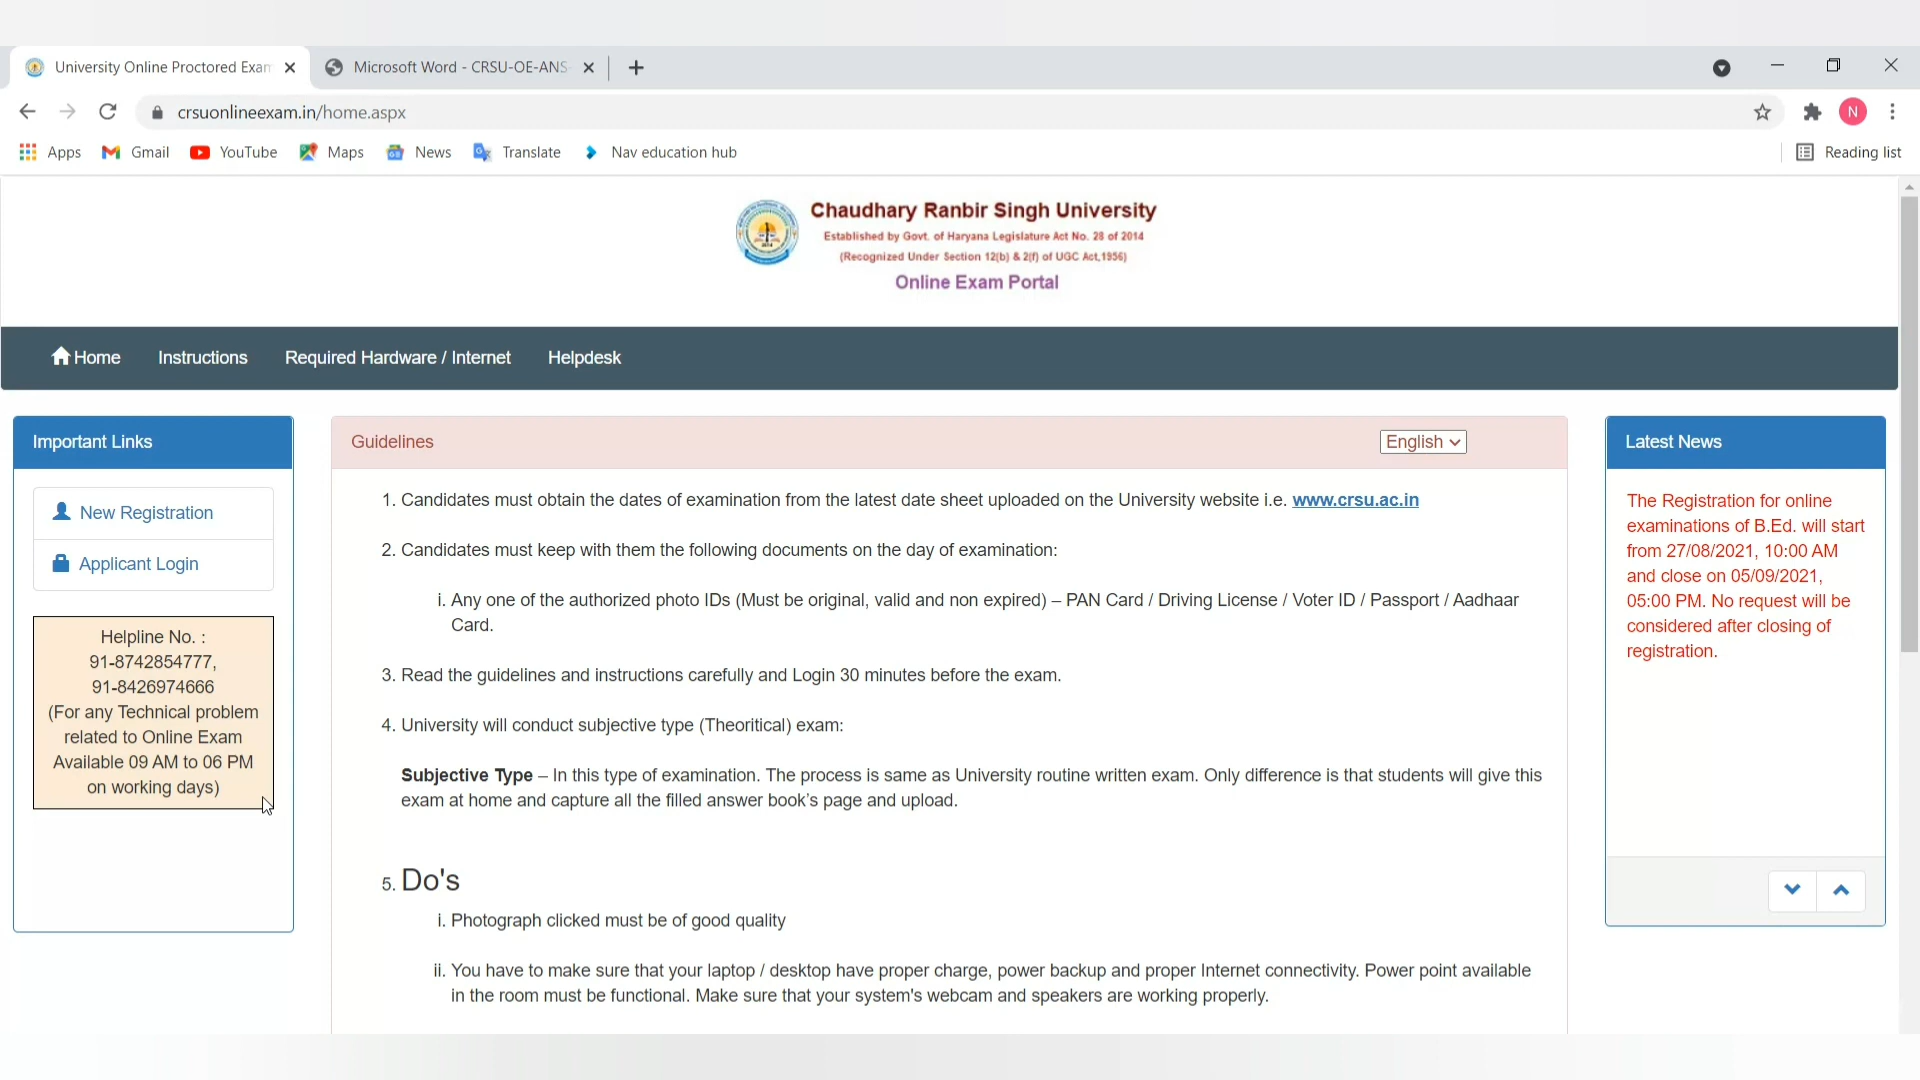 University Online Proctored Exam
Microsoft Word - CRSU-OE-ANS-
crsuonlineexam.in/home.aspx
N
Apps
Gmail
YouTube
Maps
News
Translate
Nav education hub
Reading list
Chaudhary Ranbir Singh University
Established by Govt. of Haryana Legislature Act No. 28 of 2014
(Recognized Under Section 12(b) & 2(f) of UGC Act,1956)
Online Exam Portal
Home
Instructions
Required Hardware / Internet
Helpdesk
Important Links
New Registration
Applicant Login
Helpline No. :
91-8742854777,
91-8426974666
(For any Technical problem
related to Online Exam
Available 09 AM to 06 PM
on working days)
Guidelines
English
1. Candidates must obtain the dates of examination from the latest date sheet uploaded on the University website i.e. www.crsu.ac.in
2. Candidates must keep with them the following documents on the day of examination:
i. Any one of the authorized photo IDs (Must be original, valid and non expired) – PAN Card / Driving License / Voter ID / Passport / Aadhaar
Card.
3. Read the guidelines and instructions carefully and Login 30 minutes before the exam.
4. University will conduct subjective type (Theoritical) exam:
Subjective Type – In this type of examination. The process is same as University routine written exam. Only difference is that students will give this
exam at home and capture all the filled answer book's page and upload.
5. Do's
i. Photograph clicked must be of good quality
ii. You have to make sure that your laptop / desktop have proper charge, power backup and proper Internet connectivity. Power point available
in the room must be functional. Make sure that your system's webcam and speakers are working properly.
Latest News
The Registration for online
examinations of B.Ed. will start
from 27/08/2021, 10:00 AM
and close on 05/09/2021,
05:00 PM. No request will be
considered after closing of
registration.